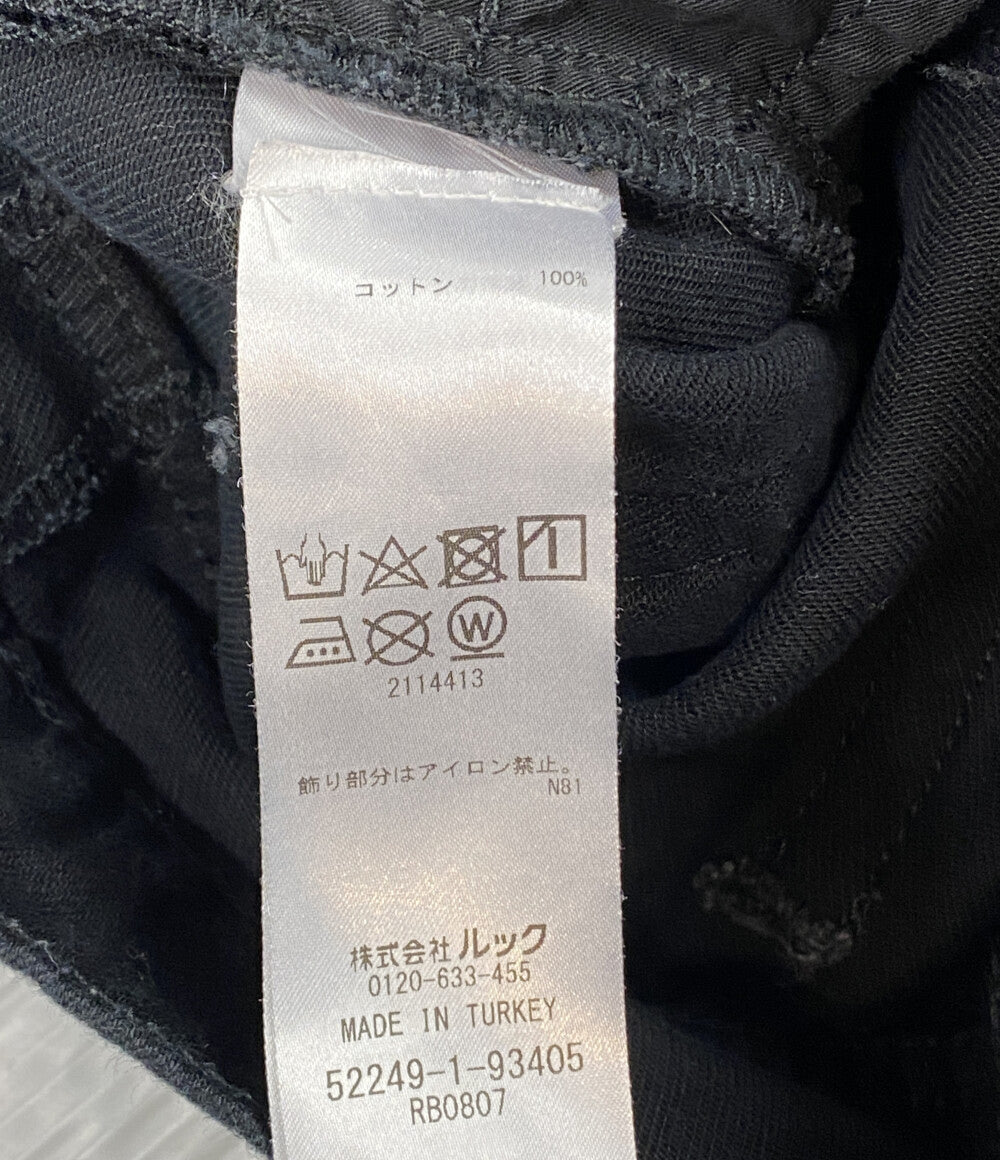 コットン 100%
W
2114413
飾り部分はアイロン禁止。
N81
株式会社 ルック
0120-633-455
MADE IN TURKEY
52249-1-93405
RB0807